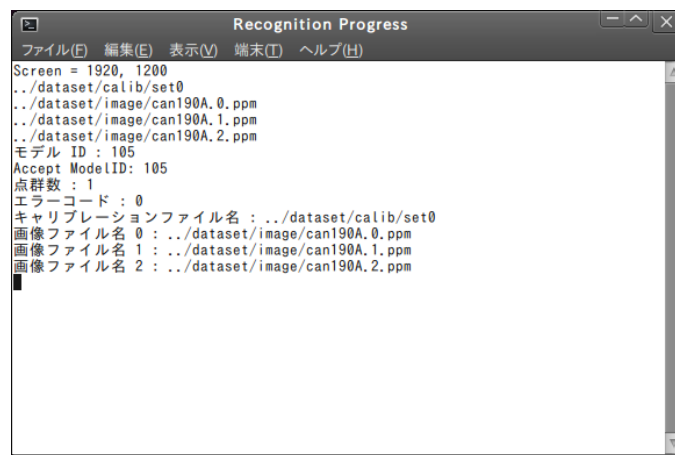 Recognition Progress
ファイル(F) 編集(E) 表示(V) 端末(T) ヘルプ(H)
Screen = 1920, 1200
../dataset/calib/set0
../dataset/image/can190A.0.ppm
../dataset/image/can190A.1.ppm
../dataset/image/can190A.2.ppm
モデル ID : 105
Accept ModelID: 105
点群数 : 1
エラーコード : 0
キャリブレーションファイル名 : ../dataset/calib/set0
画像ファイル名 0 : ../dataset/image/can190A.0.ppm
画像ファイル名 1 : ../dataset/image/can190A.1.ppm
画像ファイル名 2 : ../dataset/image/can190A.2.ppm